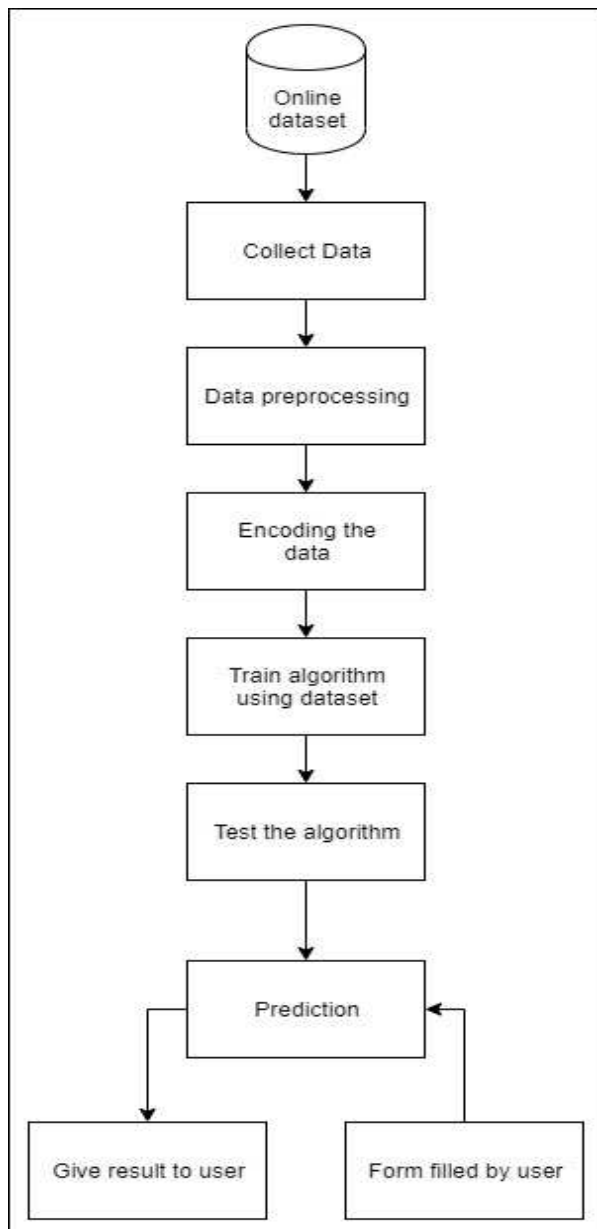 Online
dataset
Collect Data
Data preprocessing
Encoding the
data
Train algorithm
using dataset
Test the algorithm
Prediction
Give result to user
Form filled by user